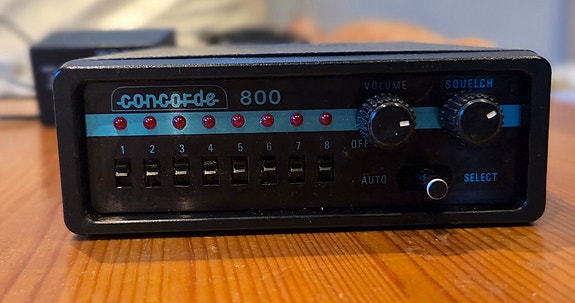 concorde 800
VOLUME SQUELCH
1 2 3 4 5 6 7 8
OFF
AUTO SELECT